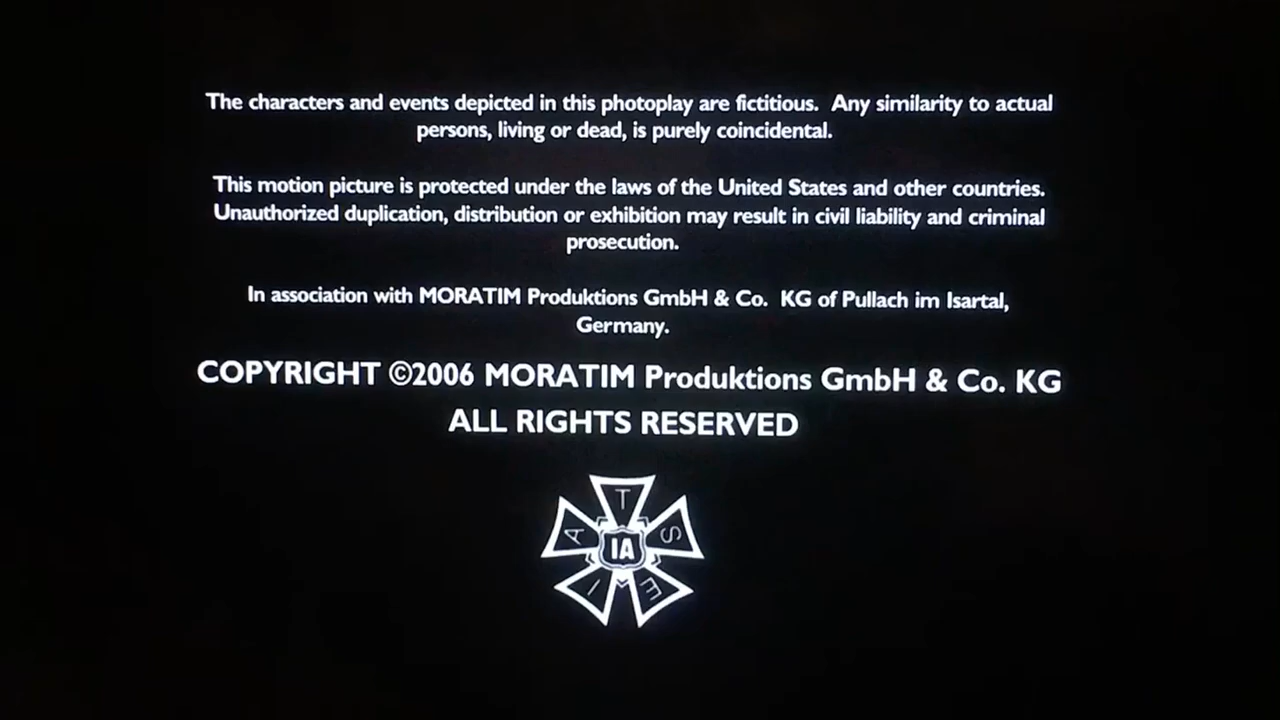 The characters and events depicted in this photoplay are fictitious.  Any similarity to actual
persons, living or dead, is purely coincidental.
This motion picture is protected under the laws of the United States and other countries.
Unauthorized duplication, distribution or exhibition may result in civil liability and criminal
prosecution.
In association with MORATIM Produktions GmbH & Co.  KG of Pullach im Isartal,
Germany.
COPYRIGHT ©2006 MORATIM Produktions GmbH & Co. KG
ALL RIGHTS RESERVED
I A T S E
IA